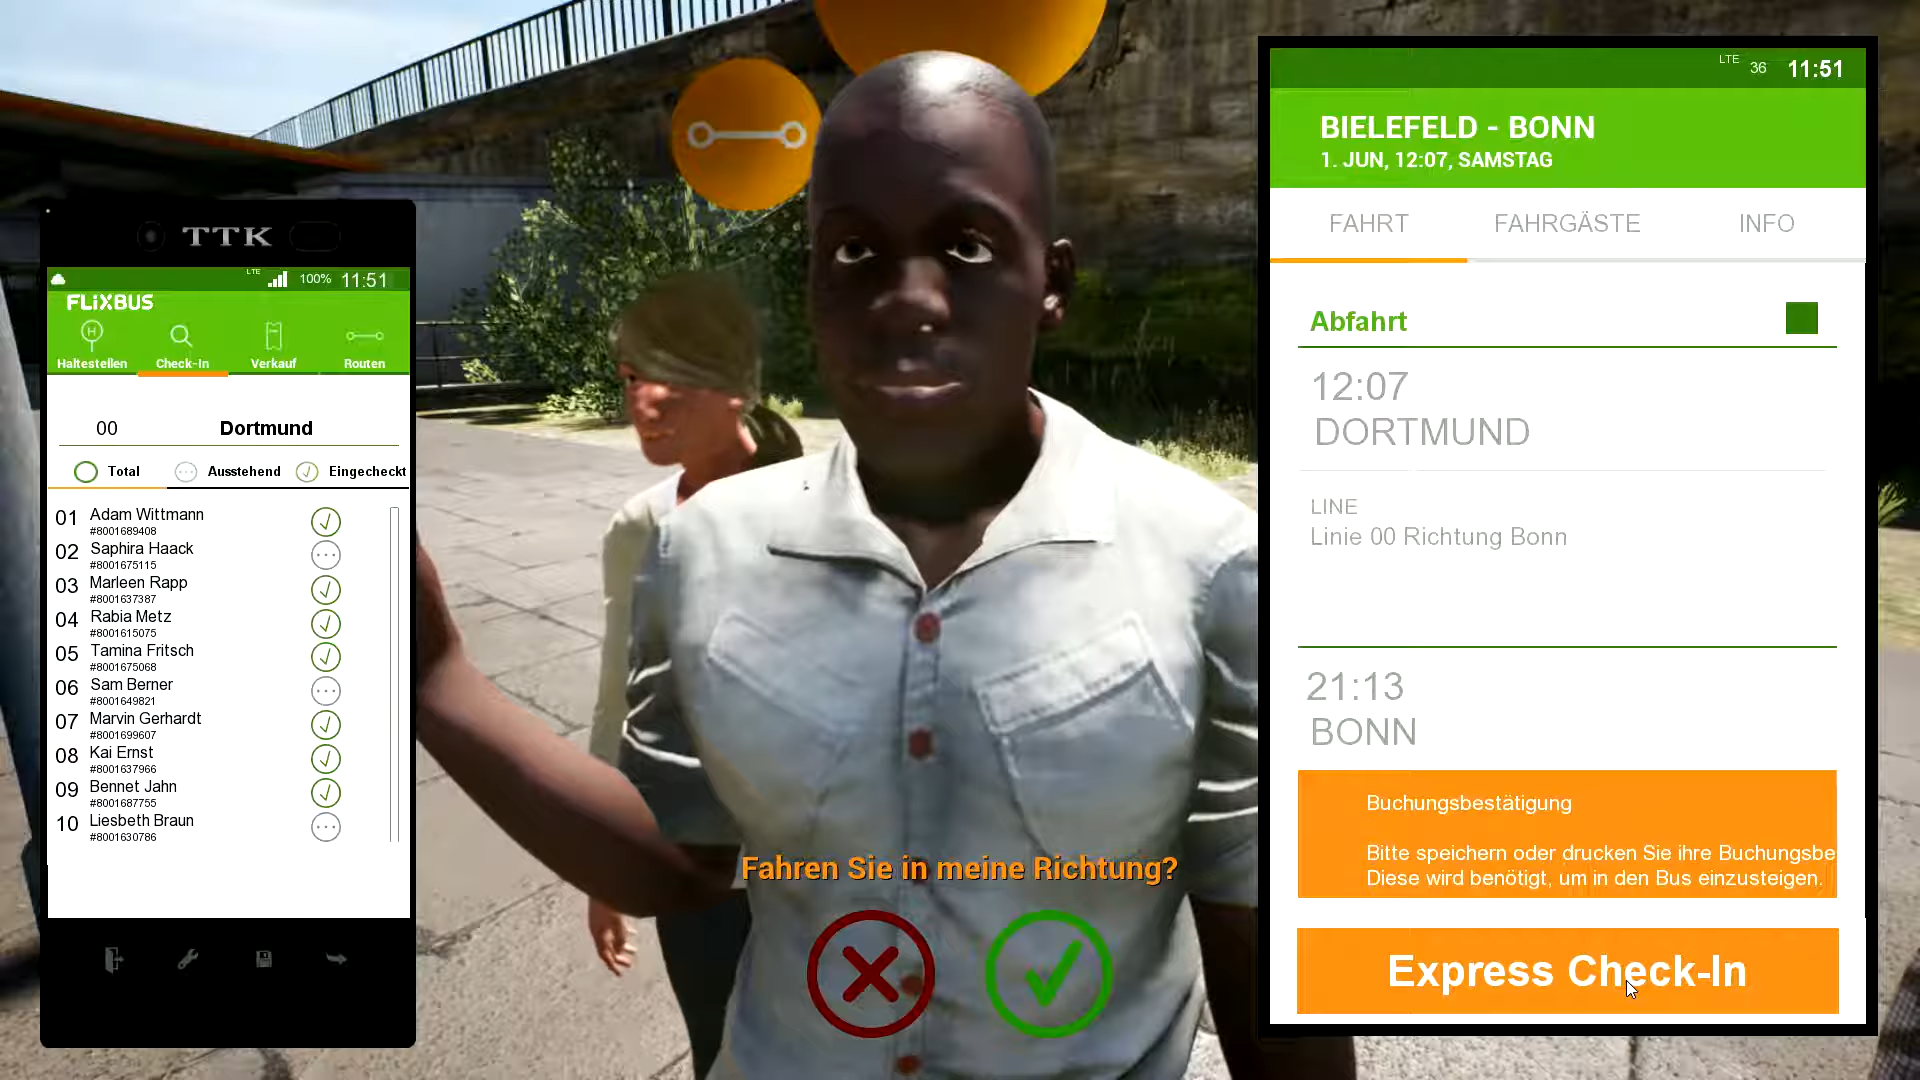 TTK
LTE 100% 11:51
FLiXBUS
Haltestellen Check-In Verkauf Routen
00 Dortmund
Total Ausstehend Eingecheckt
01 Adam Wittmann
#8001689408
02 Saphira Haack
#8001675115
03 Marleen Rapp
#8001637387
04 Rabia Metz
#8001615075
05 Tamina Fritsch
#8001675068
06 Sam Berner
#8001649821
07 Marvin Gerhardt
#8001699607
08 Kai Ernst
#8001637966
09 Bennet Jahn
#8001687755
10 Liesbeth Braun
#8001630786
Fahren Sie in meine Richtung?
LTE 36 11:51
BIELEFELD - BONN
1. JUN, 12:07, SAMSTAG
FAHRT FAHRGÄSTE INFO
Abfahrt
12:07
DORTMUND
LINE
Linie 00 Richtung Bonn
21:13
BONN
Buchungsbestätigung
Bitte speichern oder drucken Sie ihre Buchungsbe
Diese wird benötigt, um in den Bus einzusteigen.
Express Check-In